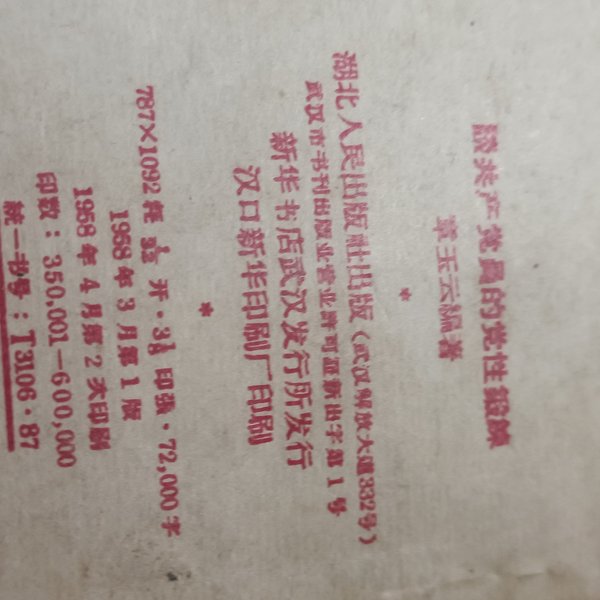 談共产党員的党性鍛煉
章玉云編著
*
湖北人民出版社出版(武汉解放大道332号)
武汉市书刊出版业营业許可証新出字第1号
新华书店武汉发行所发行
汉口新华印刷厂印刷
*
787×1092 1/32 开·3 1/8 印張·72,000字
1958年3月第1版
1958年4月第2次印刷
印数:350,001—600,000
統一书号:T3106·87